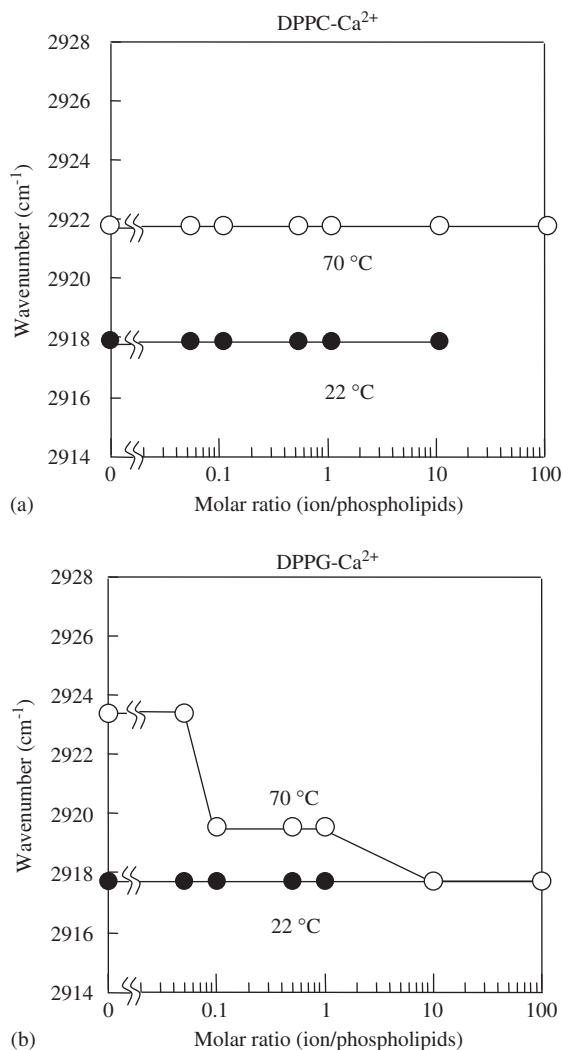 DPPC-Ca²⁺
2928
2926
2924
2922
2920
2918
2916
2914
Wavenumber (cm⁻¹)
70 °C
22 °C
0 0.1 1 10 100
(a) Molar ratio (ion/phospholipids)
DPPG-Ca²⁺
2928
2926
2924
2922
2920
2918
2916
2914
Wavenumber (cm⁻¹)
70 °C
22 °C
0 0.1 1 10 100
(b) Molar ratio (ion/phospholipids)